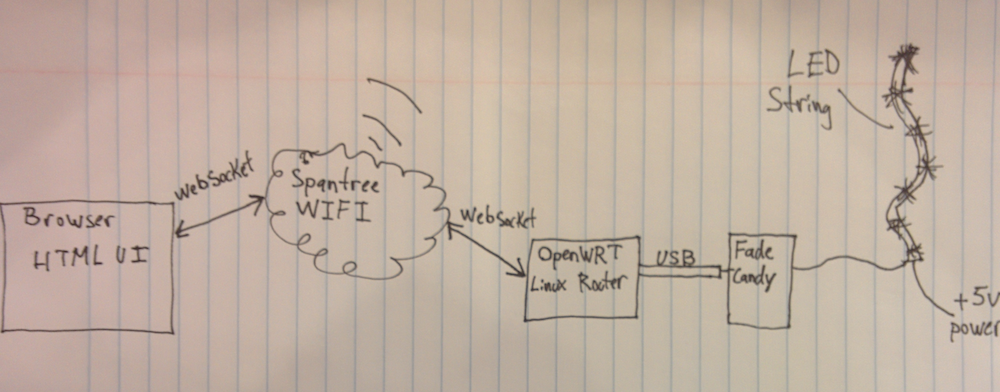 LED
String
WebSocket
Spantree
WIFI
Browser
HTML UI
WebSocket
OpenWRT
Linux Router
USB
Fade
Candy
+5v
power